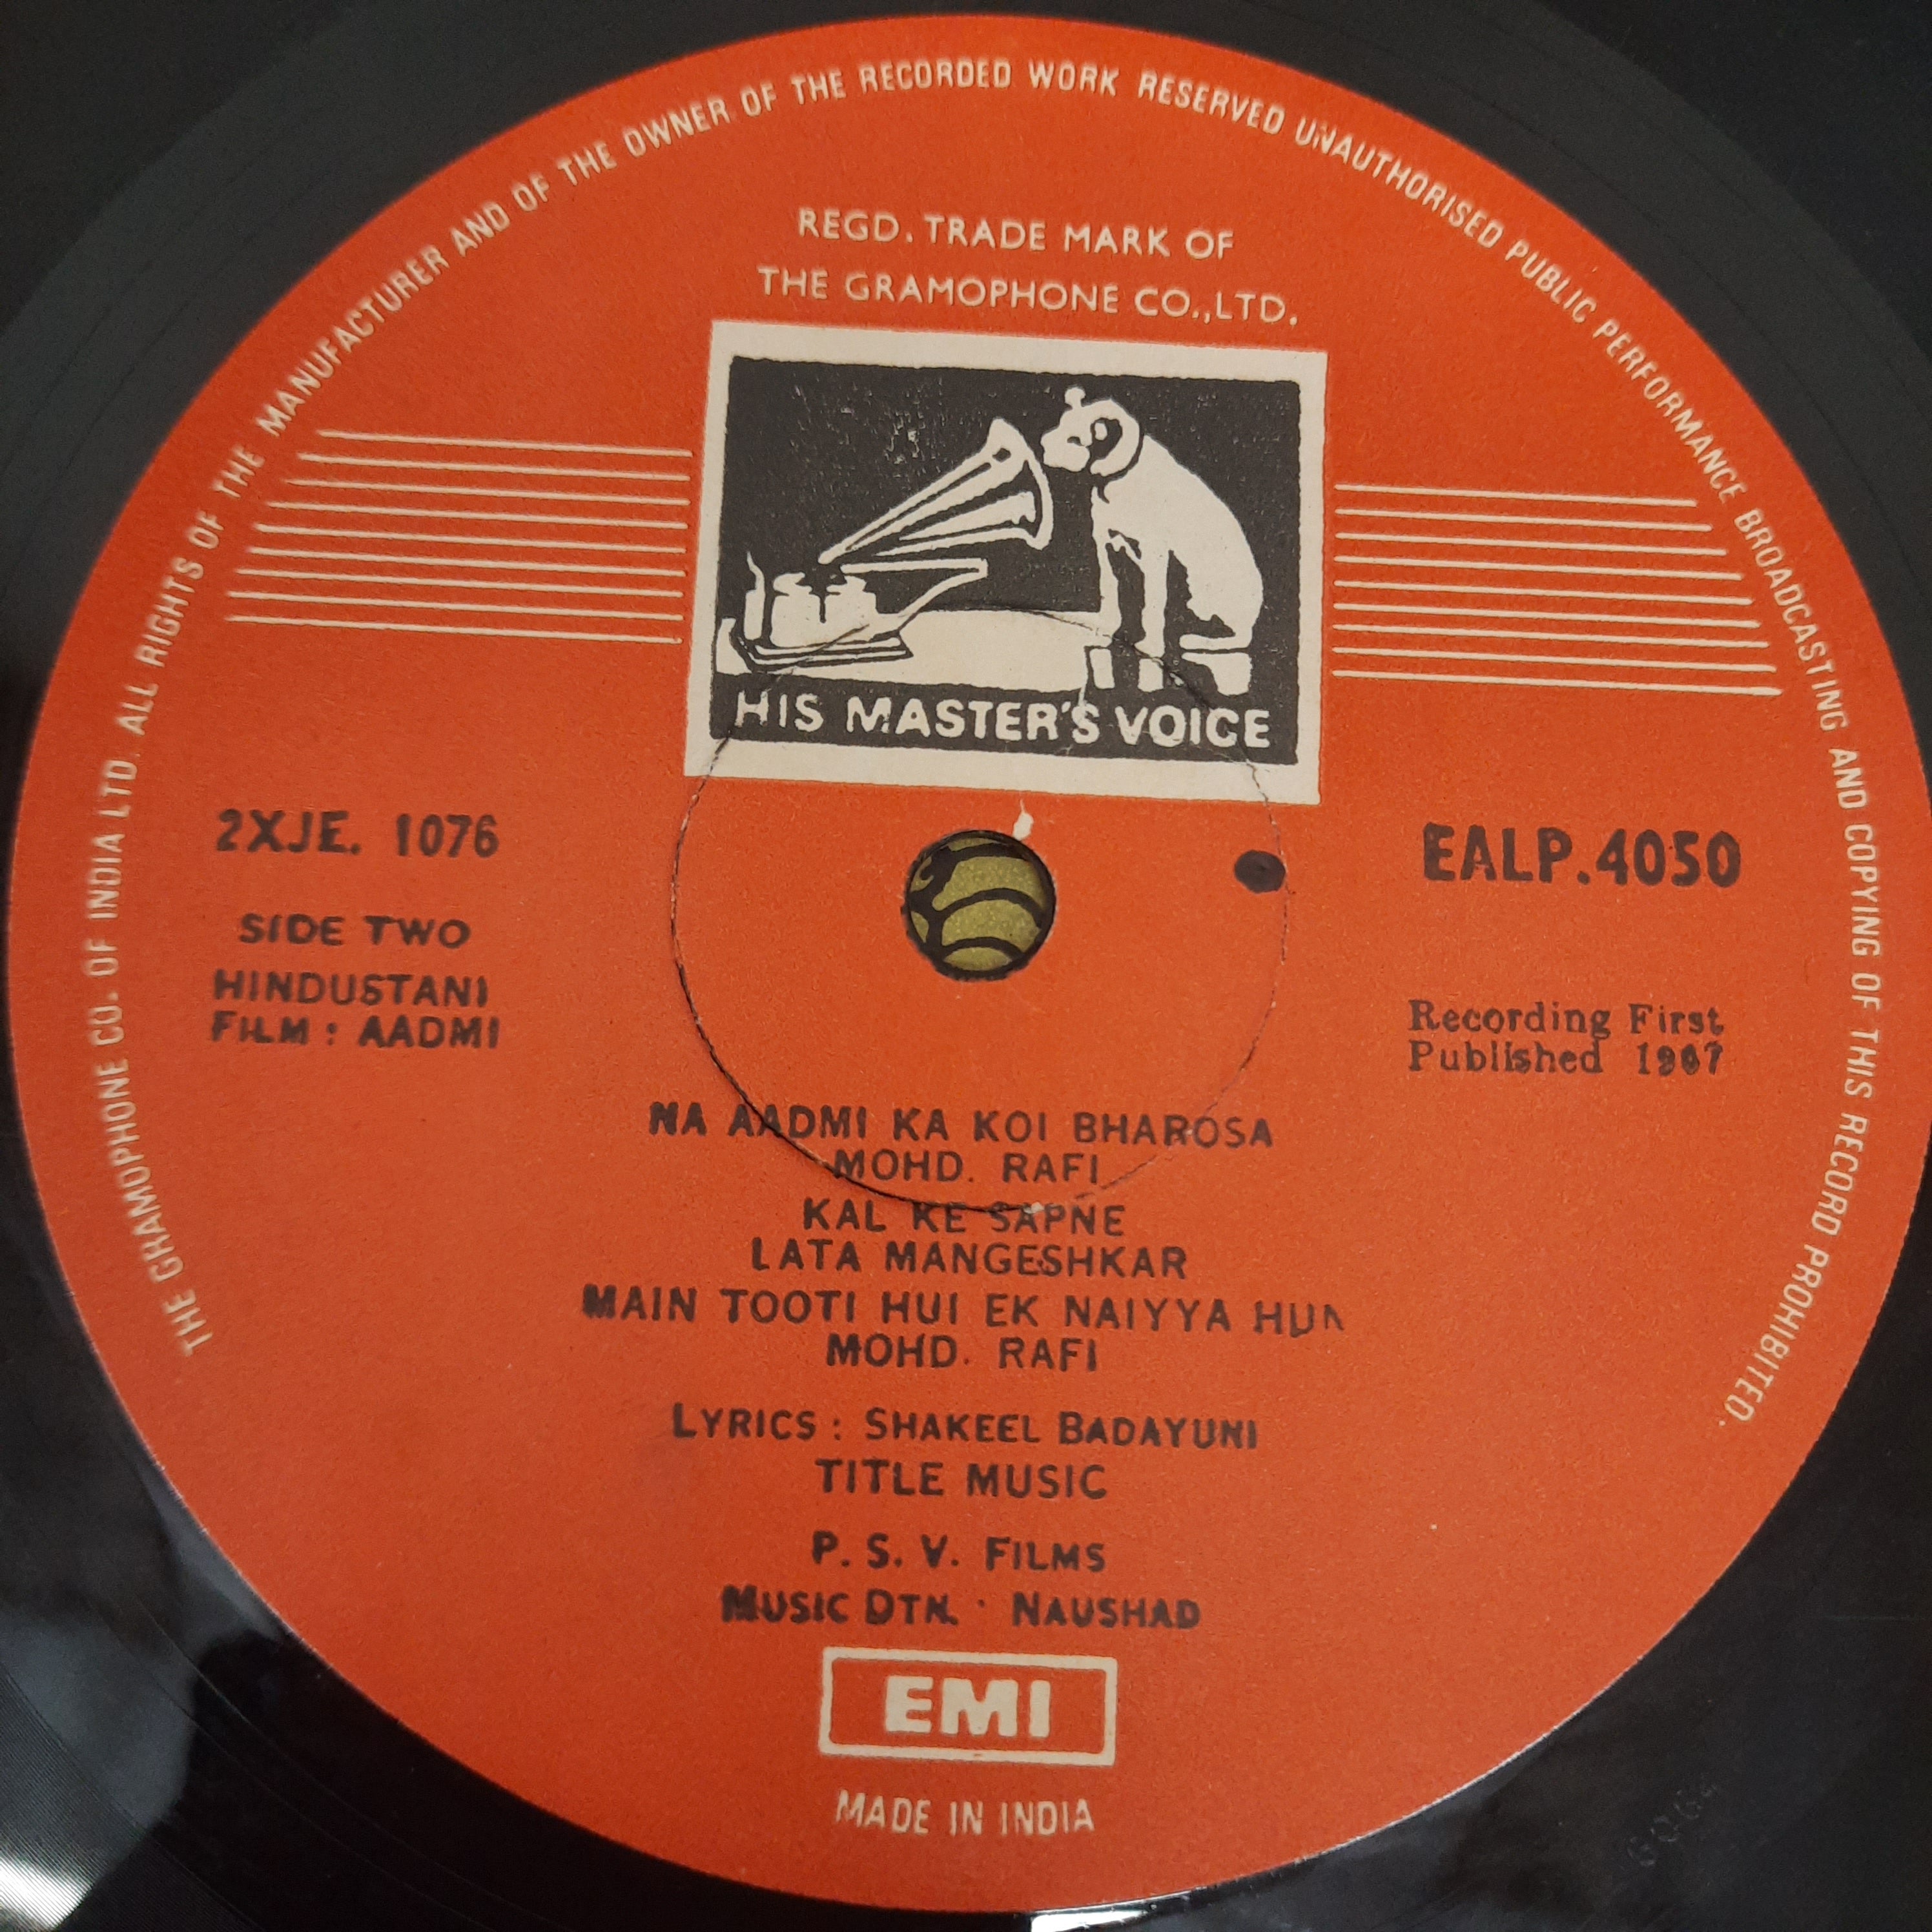 THE GRAMOPHONE CO. OF INDIA LTD. ALL RIGHTS OF THE MANUFACTURER AND OF THE OWNER OF THE RECORDED WORK RESERVED UNAUTHORISED PUBLIC PERFORMANCE BROADCASTING AND COPYING OF THIS RECORD PROHIBITED.
REGD. TRADE MARK OF
THE GRAMOPHONE CO.,LTD.
HIS MASTER'S VOICE
2XJE. 1076
SIDE TWO
HINDUSTANI
FILM : AADMI
EALP.4050
Recording First
Published 1967
NA AADMI KA KOI BHAROSA
MOHD. RAFI
KAL KE SAPNE
LATA MANGESHKAR
MAIN TOOTI HUI EK NAIYYA HUN
MOHD. RAFI
LYRICS : SHAKEEL BADAYUNI
TITLE MUSIC
P. S. V. FILMS
MUSIC DTN. : NAUSHAD
EMI
MADE IN INDIA